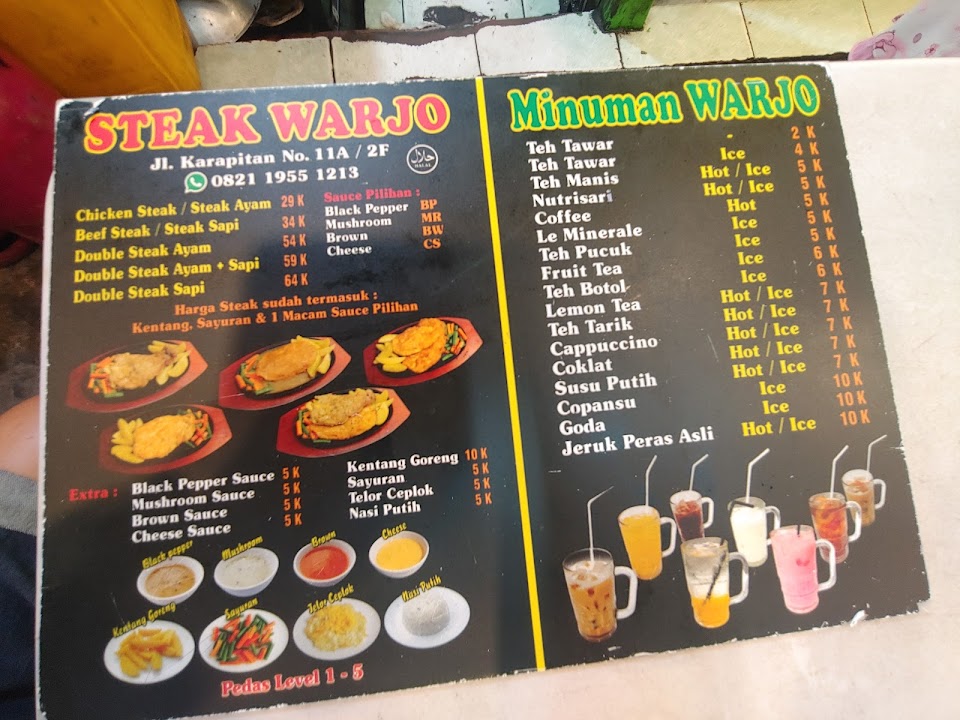 STEAK WARJO
Jl. Karapitan No. 11A / 2F
0821 1955 1213
حلال
HALAL
Chicken Steak / Steak Ayam 29 K
Beef Steak / Steak Sapi 34 K
Double Steak Ayam 54 K
Double Steak Ayam + Sapi 59 K
Double Steak Sapi 64 K
Sauce Pilihan :
Black Pepper BP
Mushroom MR
Brown BW
Cheese CS
Harga Steak sudah termasuk :
Kentang, Sayuran & 1 Macam Sauce Pilihan
Extra :
Black Pepper Sauce 5 K
Mushroom Sauce 5 K
Brown Sauce 5 K
Cheese Sauce 5 K
Kentang Goreng 10 K
Sayuran 5 K
Telor Ceplok 5 K
Nasi Putih 5 K
Black pepper
Mushroom
Brown
Cheese
Kentang Goreng
Sayuran
Telor Ceplok
Nasi Putih
Pedas Level 1 - 5
Minuman WARJO
Teh Tawar - 2 K
Teh Tawar Ice 4 K
Teh Manis Hot / Ice 5 K
Nutrisari Hot / Ice 5 K
Coffee Hot 5 K
Le Minerale Ice 5 K
Teh Pucuk Ice 5 K
Fruit Tea Ice 6 K
Teh Botol Ice 6 K
Lemon Tea Hot / Ice 7 K
Teh Tarik Hot / Ice 7 K
Cappuccino Hot / Ice 7 K
Coklat Hot / Ice 7 K
Susu Putih Hot / Ice 7 K
Copansu Ice 10 K
Goda Ice 10 K
Jeruk Peras Asli Hot / Ice 10 K